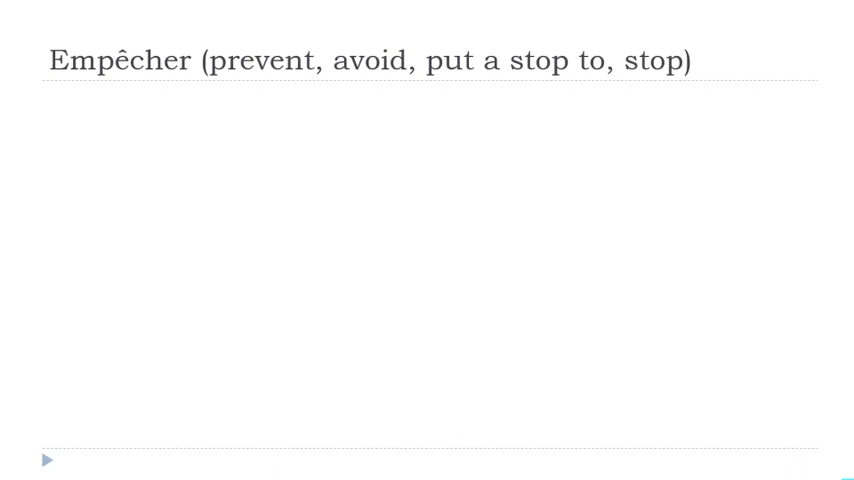 Empêcher (prevent, avoid, put a stop to, stop)